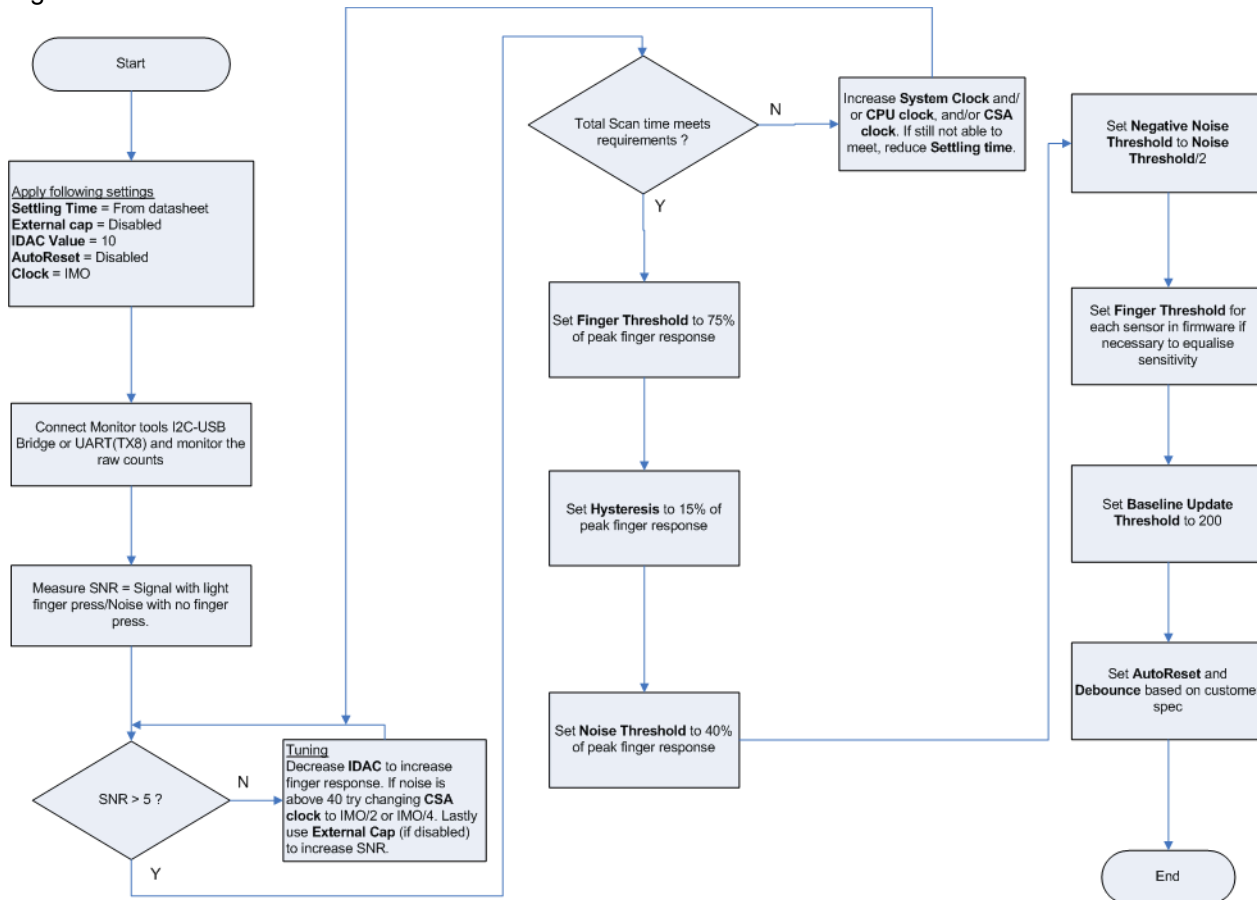 Start
Apply following settings
Settling Time = From datasheet
External cap = Disabled
IDAC Value = 10
AutoReset = Disabled
Clock = IMO
Connect Monitor tools I2C-USB
Bridge or UART(TX8) and monitor the
raw counts
Measure SNR = Signal with light
finger press/Noise with no finger
press.
SNR > 5 ?
N
Y
Tuning
Decrease IDAC to increase
finger response. If noise is
above 40 try changing CSA
clock to IMO/2 or IMO/4. Lastly
use External Cap (if disabled)
to increase SNR.
Total Scan time meets
requirements ?
N
Y
Increase System Clock and/
or CPU clock, and/or CSA
clock. If still not able to
meet, reduce Settling time.
Set Finger Threshold to 75%
of peak finger response
Set Hysteresis to 15% of
peak finger response
Set Noise Threshold to 40%
of peak finger response
Set Negative Noise
Threshold to Noise
Threshold/2
Set Finger Threshold for
each sensor in firmware if
necessary to equalise
sensitivity
Set Baseline Update
Threshold to 200
Set AutoReset and
Debounce based on customer
spec
End